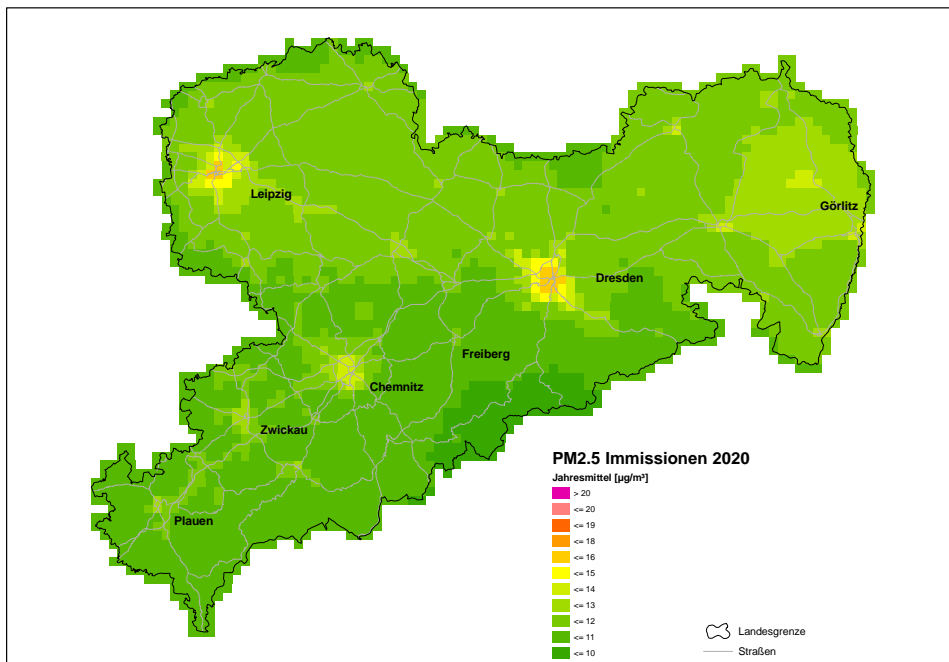 Leipzig
Görlitz
Dresden
Freiberg
Chemnitz
Zwickau
Plauen
PM2.5 Immissionen 2020
Jahresmittel [µg/m³]
> 20
<= 20
<= 19
<= 18
<= 16
<= 15
<= 14
<= 13
<= 12
<= 11
<= 10
Landesgrenze
Straßen